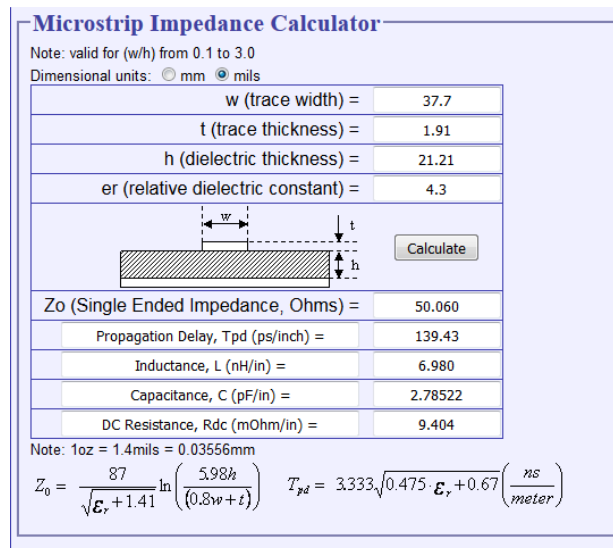 Microstrip Impedance Calculator
Note: valid for (w/h) from 0.1 to 3.0
Dimensional units: mm mils
w (trace width) = 37.7
t (trace thickness) = 1.91
h (dielectric thickness) = 21.21
er (relative dielectric constant) = 4.3
w
t
h
Calculate
Zo (Single Ended Impedance, Ohms) = 50.060
Propagation Delay, Tpd (ps/inch) = 139.43
Inductance, L (nH/in) = 6.980
Capacitance, C (pF/in) = 2.78522
DC Resistance, Rdc (mOhm/in) = 9.404
Note: 1oz = 1.4mils = 0.03556mm
Z₀ = 87 / √(εᵣ + 1.41) ln(5.98h / (0.8w + t)) T_pd = 3.333√(0.475 · εᵣ + 0.67) (ns / meter)